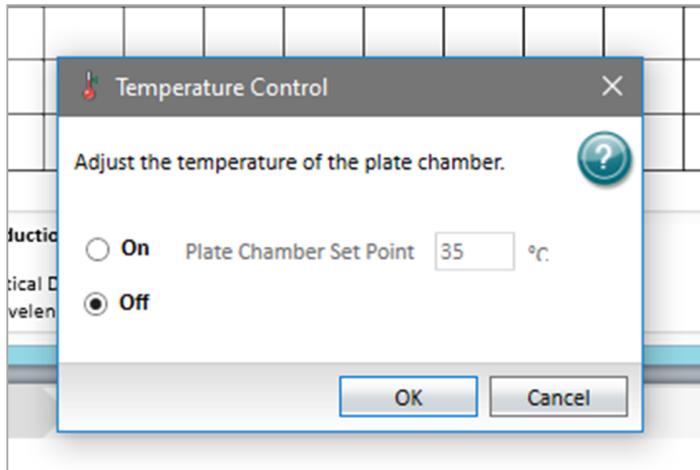 Temperature Control
Adjust the temperature of the plate chamber.
?
On Plate Chamber Set Point 35 °C
Off
OK Cancel